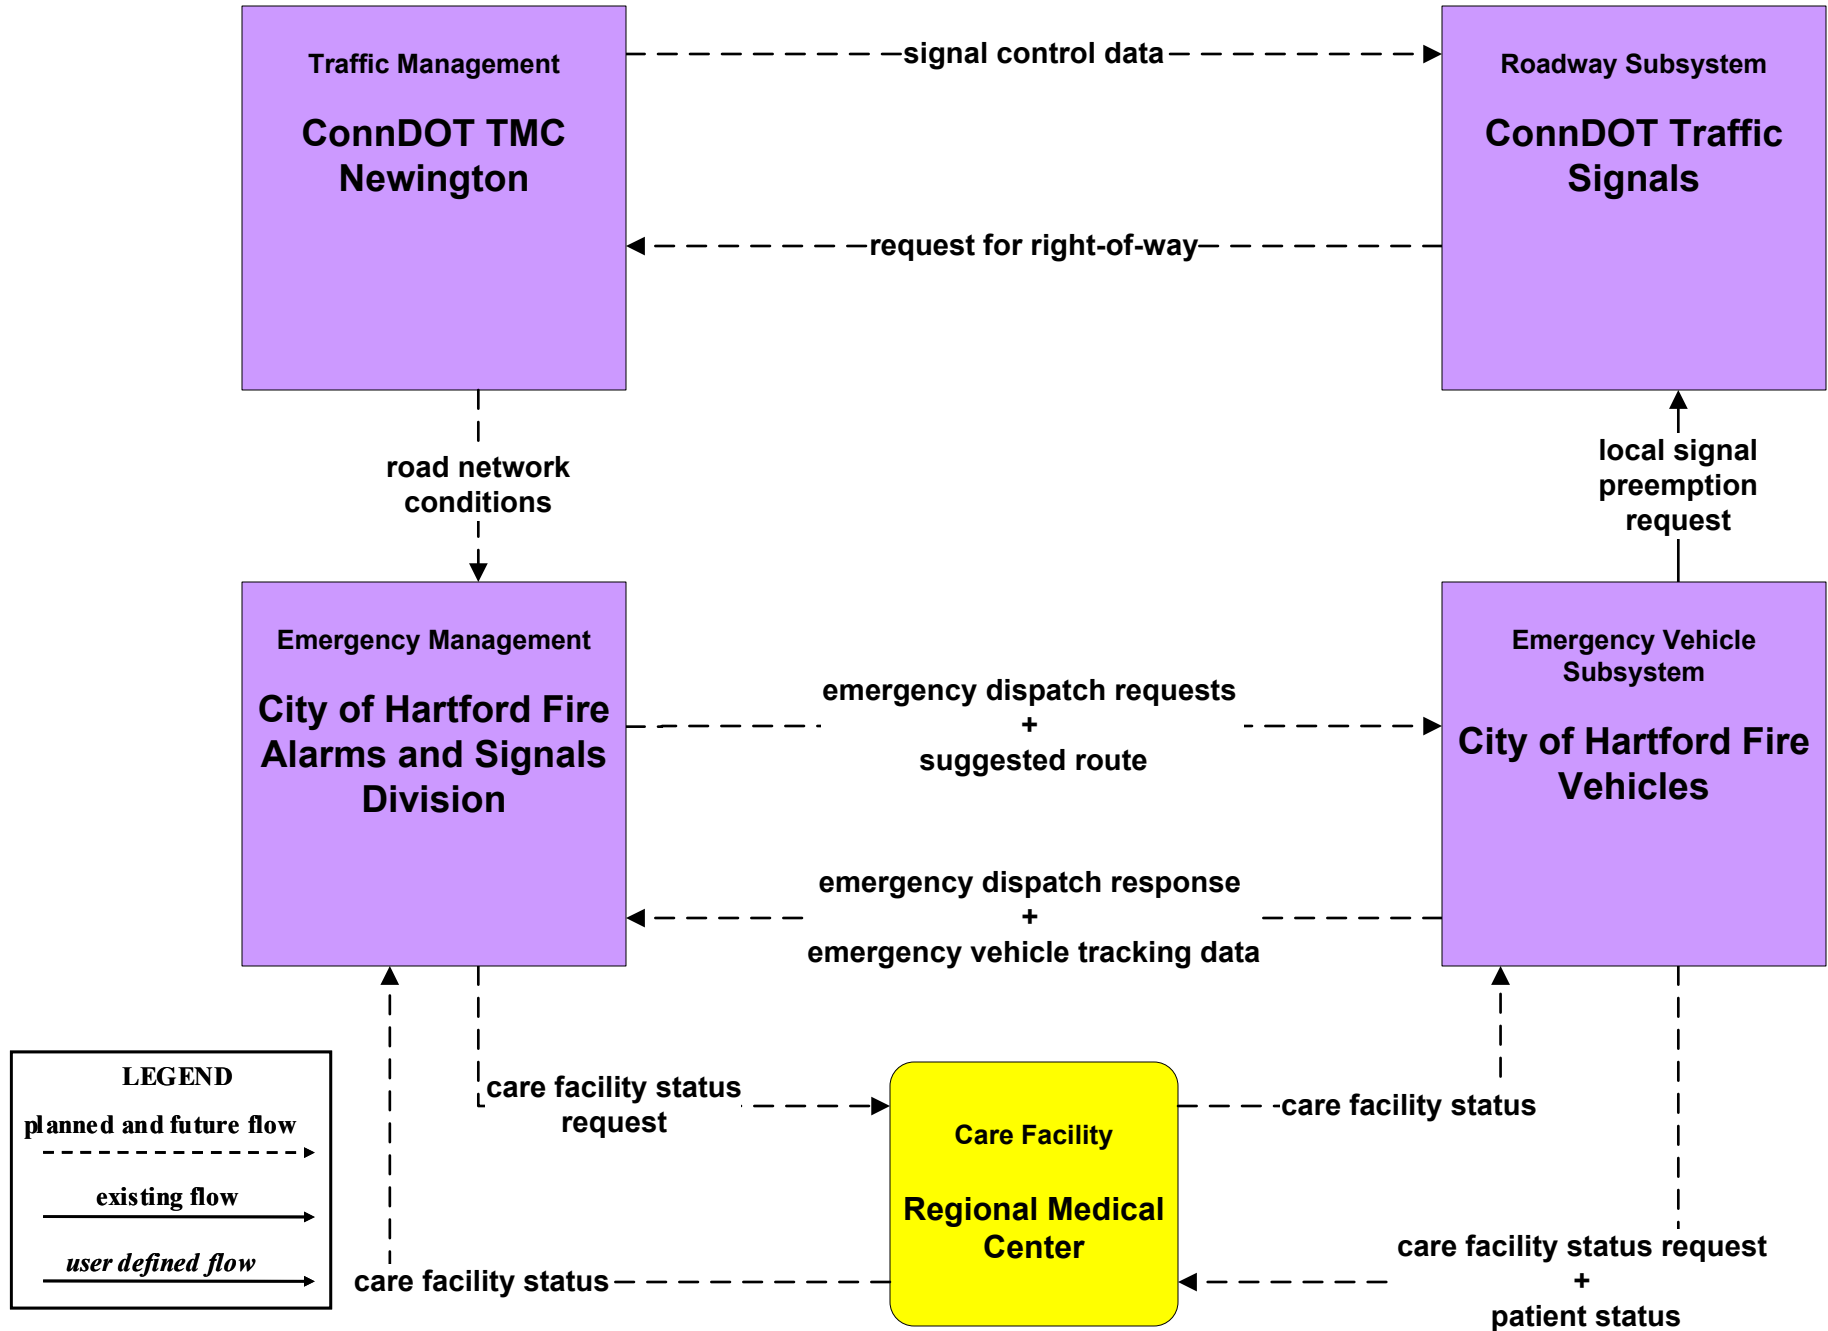 Traffic Management
ConnDOT TMC
Newington
signal control data
Roadway Subsystem
ConnDOT Traffic
Signals
request for right-of-way
road network
conditions
local signal
preemption
request
Emergency Management
City of Hartford Fire
Alarms and Signals
Division
emergency dispatch requests
+
suggested route
Emergency Vehicle
Subsystem
City of Hartford Fire
Vehicles
emergency dispatch response
+
emergency vehicle tracking data
LEGEND
planned and future flow
existing flow
user defined flow
care facility status
request
Care Facility
Regional Medical
Center
care facility status
care facility status
care facility status request
+
patient status